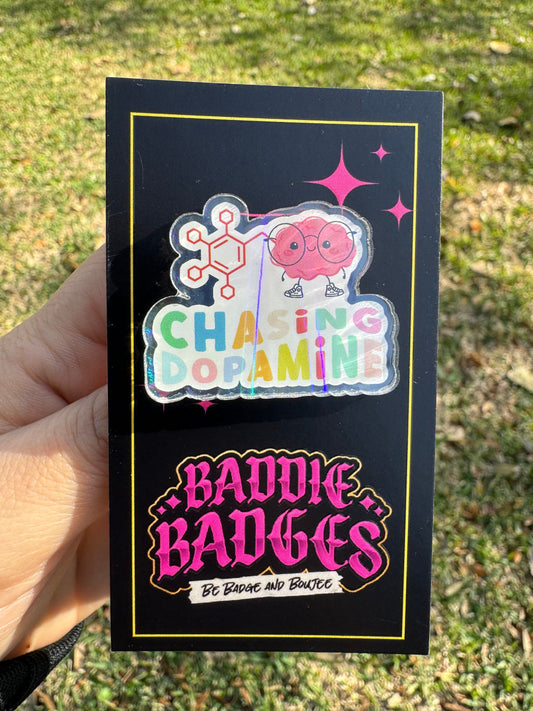 CHASiNG
DOPAMiNE
BADDIE
BADGES
BE BADGE AND BOUJEE